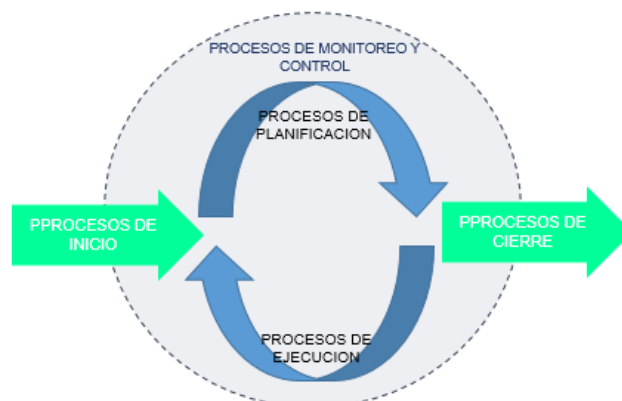 PROCESOS DE MONITOREO Y
CONTROL
PROCESOS DE
PLANIFICACION
PPROCESOS DE
INICIO
PPROCESOS DE
CIERRE
PROCESOS DE
EJECUCION